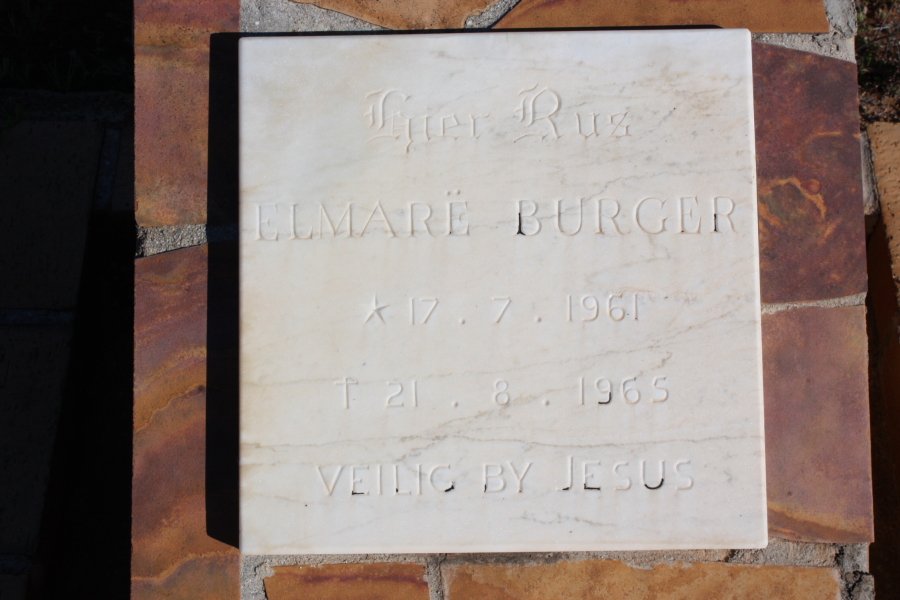 Hier Rus
ELMARË BURGER
* 17 . 7 . 1961
† 21 . 8 . 1965
VEILIG BY JESUS